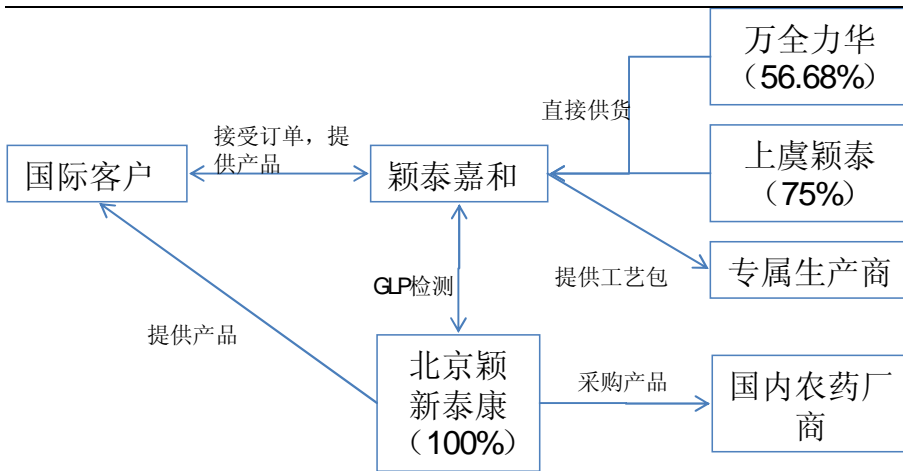 万全力华
（56.68%）
直接供货
接受订单，提
供产品
国际客户
颖泰嘉和
上虞颖泰
（75%）
GLP检测
提供工艺包
专属生产商
提供产品
北京颖
新泰康
（100%）
采购产品
国内农药厂
商